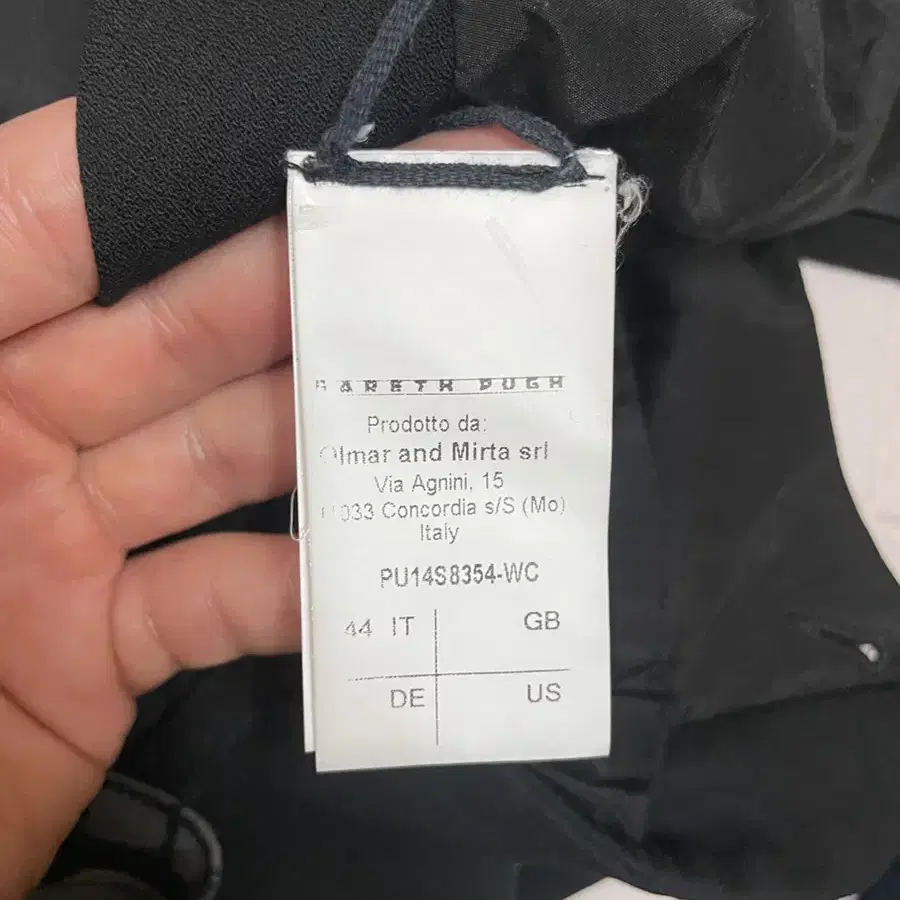 GARETH PUGH
Prodotto da:
Olmar and Mirta srl
Via Agnini, 15
Concordia s/S (Mo)
Italy
PU14S8354-WC
44 IT GB
DE US